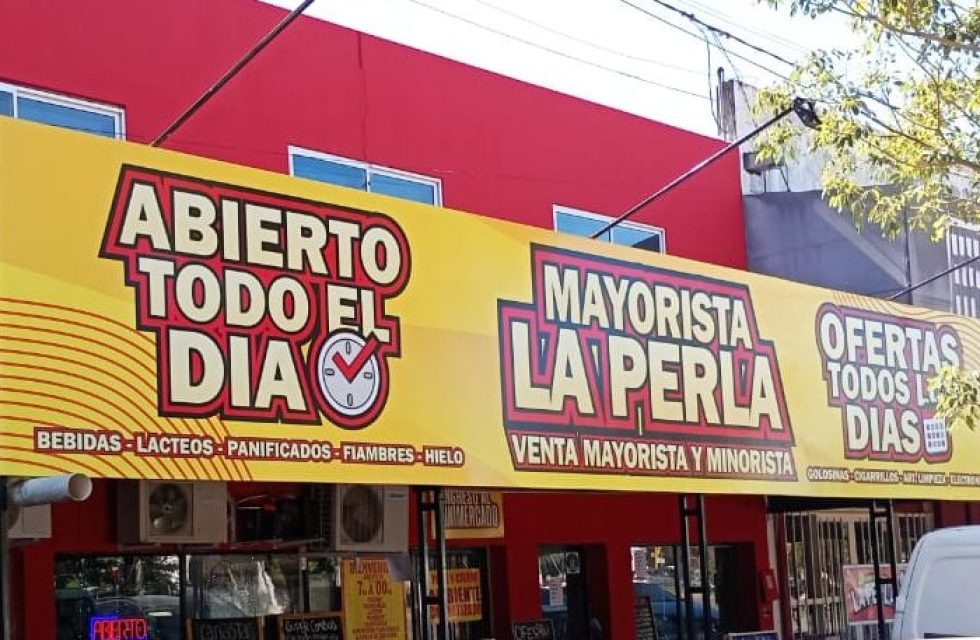 ABIERTO
TODO EL
DIA
BEBIDAS - LACTEOS - PANIFICADOS - FIAMBRES - HIELO
MAYORISTA
LA PERLA
VENTA MAYORISTA Y MINORISTA
OFERTAS
TODOS
DIAS
GOLOSINAS - CIGARRILLOS - ART. LIMPIEZA -
ABIERTO